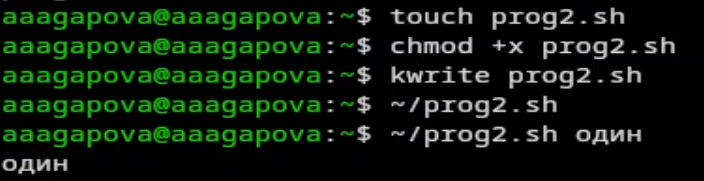 aaagapova@aaagapova:~$ touch prog2.sh
aaagapova@aaagapova:~$ chmod +x prog2.sh
aaagapova@aaagapova:~$ kwrite prog2.sh
aaagapova@aaagapova:~$ ~/prog2.sh
aaagapova@aaagapova:~$ ~/prog2.sh один
один